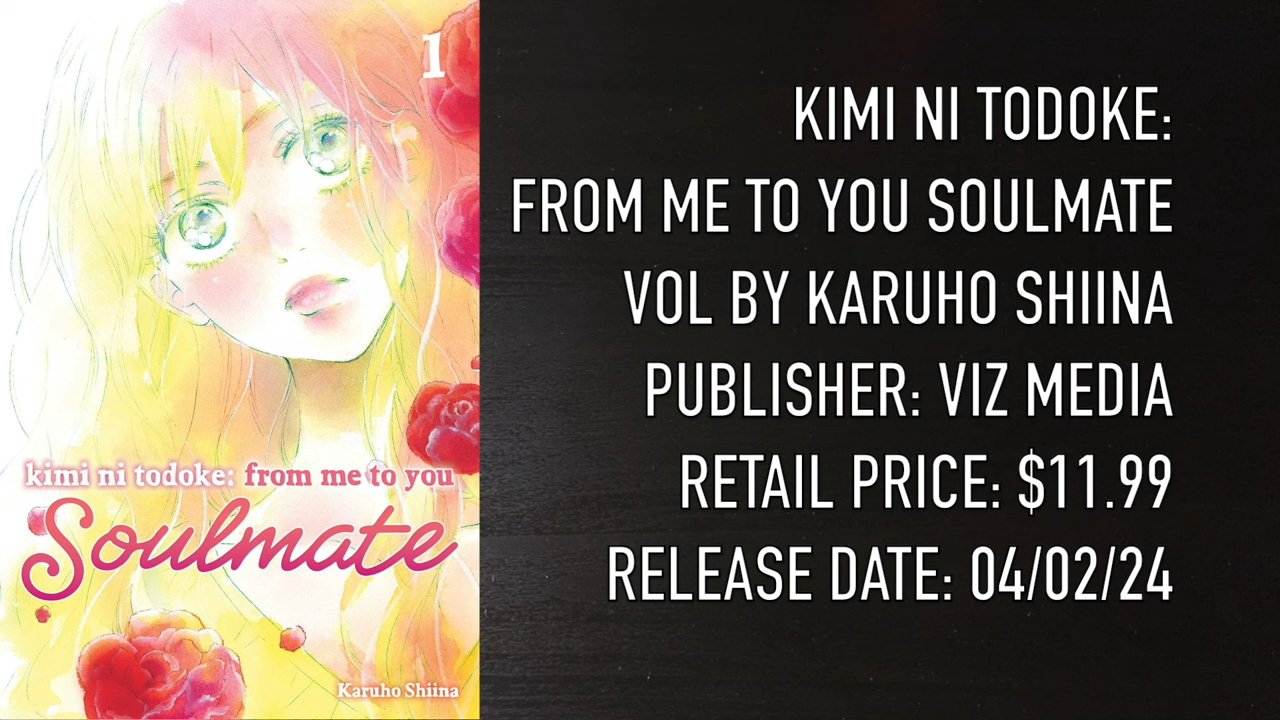 1
kimi ni todoke: from me to you
Soulmate
Karuho Shiina
KIMI NI TODOKE:
FROM ME TO YOU SOULMATE
VOL BY KARUHO SHIINA
PUBLISHER: VIZ MEDIA
RETAIL PRICE: $11.99
RELEASE DATE: 04/02/24